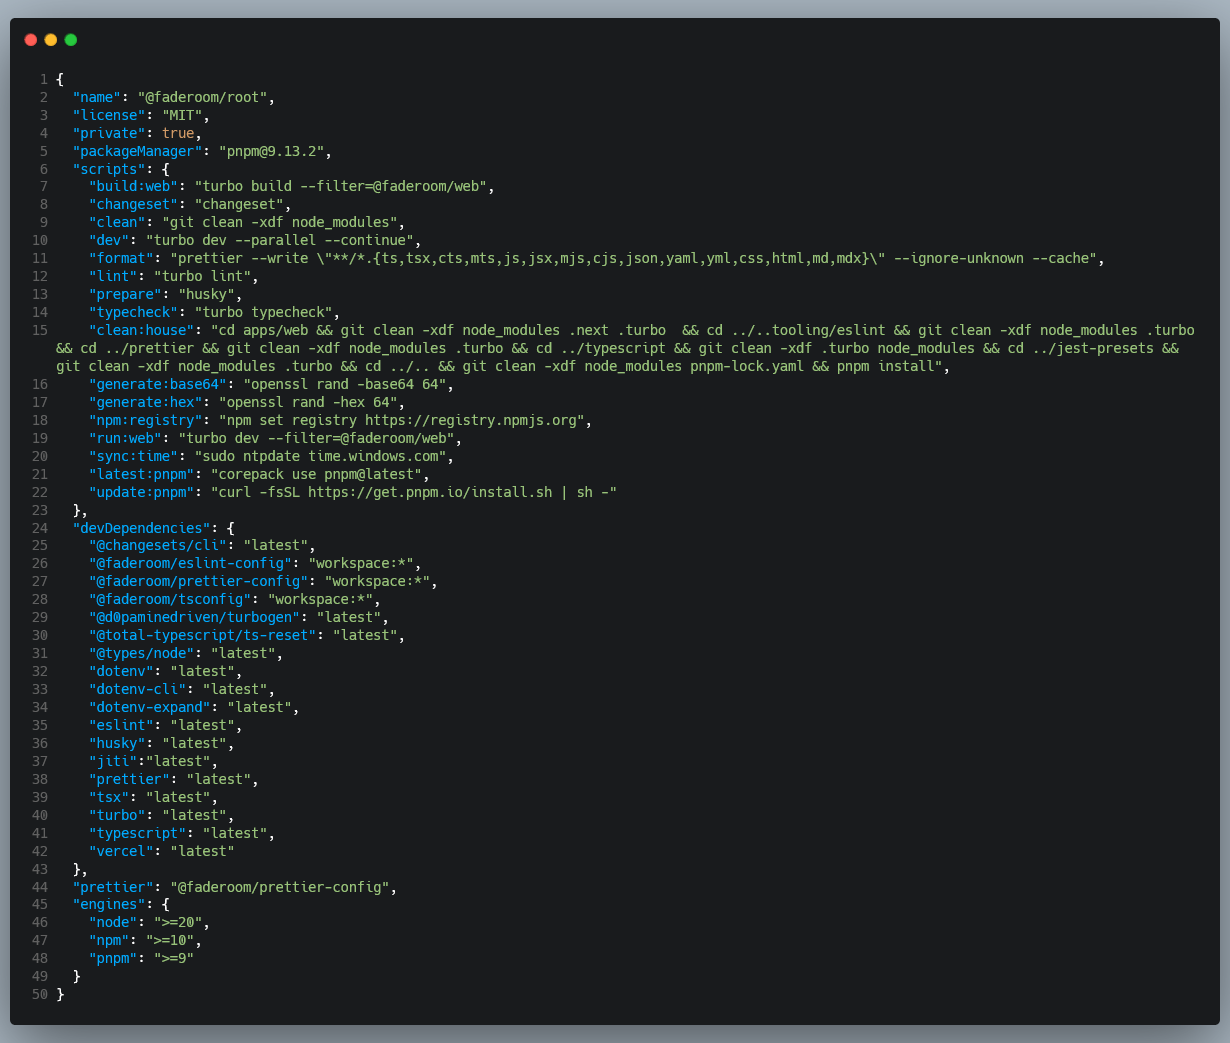 1 {
2   "name": "@faderoom/root",
3   "license": "MIT",
4   "private": true,
5   "packageManager": "pnpm@9.13.2",
6   "scripts": {
7     "build:web": "turbo build --filter=@faderoom/web",
8     "changeset": "changeset",
9     "clean": "git clean -xdf node_modules",
10     "dev": "turbo dev --parallel --continue",
11     "format": "prettier --write \"**/*.{ts,tsx,cts,mts,js,jsx,mjs,cjs,json,yaml,yml,css,html,md,mdx}\" --ignore-unknown --cache",
12     "lint": "turbo lint",
13     "prepare": "husky",
14     "typecheck": "turbo typecheck",
15     "clean:house": "cd apps/web && git clean -xdf node_modules .next .turbo  && cd ../..tooling/eslint && git clean -xdf node_modules .turbo
&& cd ../prettier && git clean -xdf node_modules .turbo && cd ../typescript && git clean -xdf .turbo node_modules && cd ../jest-presets &&
git clean -xdf node_modules .turbo && cd ../.. && git clean -xdf node_modules pnpm-lock.yaml && pnpm install",
16     "generate:base64": "openssl rand -base64 64",
17     "generate:hex": "openssl rand -hex 64",
18     "npm:registry": "npm set registry https://registry.npmjs.org",
19     "run:web": "turbo dev --filter=@faderoom/web",
20     "sync:time": "sudo ntpdate time.windows.com",
21     "latest:pnpm": "corepack use pnpm@latest",
22     "update:pnpm": "curl -fsSL https://get.pnpm.io/install.sh | sh -"
23   },
24   "devDependencies": {
25     "@changesets/cli": "latest",
26     "@faderoom/eslint-config": "workspace:*",
27     "@faderoom/prettier-config": "workspace:*",
28     "@faderoom/tsconfig": "workspace:*",
29     "@d0paminedriven/turbogen": "latest",
30     "@total-typescript/ts-reset": "latest",
31     "@types/node": "latest",
32     "dotenv": "latest",
33     "dotenv-cli": "latest",
34     "dotenv-expand": "latest",
35     "eslint": "latest",
36     "husky": "latest",
37     "jiti":"latest",
38     "prettier": "latest",
39     "tsx": "latest",
40     "turbo": "latest",
41     "typescript": "latest",
42     "vercel": "latest"
43   },
44   "prettier": "@faderoom/prettier-config",
45   "engines": {
46     "node": ">=20",
47     "npm": ">=10",
48     "pnpm": ">=9"
49   }
50 }